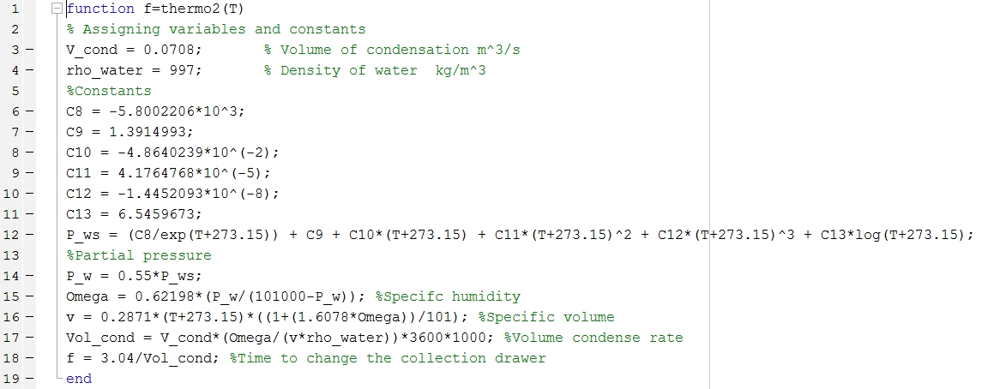 1 function f=thermo2(T)
2 % Assigning variables and constants
3 – V_cond = 0.0708; % Volume of condensation m^3/s
4 – rho_water = 997; % Density of water kg/m^3
5 %Constants
6 – C8 = -5.8002206*10^3;
7 – C9 = 1.3914993;
8 – C10 = -4.8640239*10^(-2);
9 – C11 = 4.1764768*10^(-5);
10 – C12 = -1.4452093*10^(-8);
11 – C13 = 6.5459673;
12 – P_ws = (C8/exp(T+273.15)) + C9 + C10*(T+273.15) + C11*(T+273.15)^2 + C12*(T+273.15)^3 + C13*log(T+273.15);
13 %Partial pressure
14 – P_w = 0.55*P_ws;
15 – Omega = 0.62198*(P_w/(101000-P_w)); %Specifc humidity
16 – v = 0.2871*(T+273.15)*((1+(1.6078*Omega))/101); %Specific volume
17 – Vol_cond = V_cond*(Omega/(v*rho_water))*3600*1000; %Volume condense rate
18 – f = 3.04/Vol_cond; %Time to change the collection drawer
19 – end